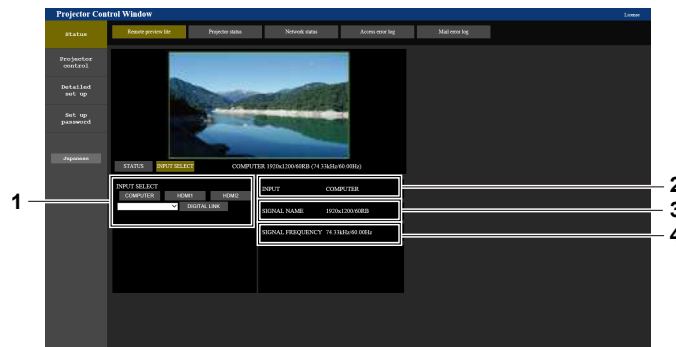 Projector Control Window
License
Status
Remote preview lite
Projector status
Network status
Access error log
Mail error log
Projector
control
Detailed
set up
Set up
password
Japanese
STATUS
INPUT SELECT
COMPUTER 1920x1200/60RB (74.33kHz/60.00Hz)
INPUT SELECT
COMPUTER
HDMI1
HDMI2
DIGITAL LINK
INPUT COMPUTER
SIGNAL NAME 1920x1200/60RB
SIGNAL FREQUENCY 74.33kHz/60.00Hz
1
2
3
4